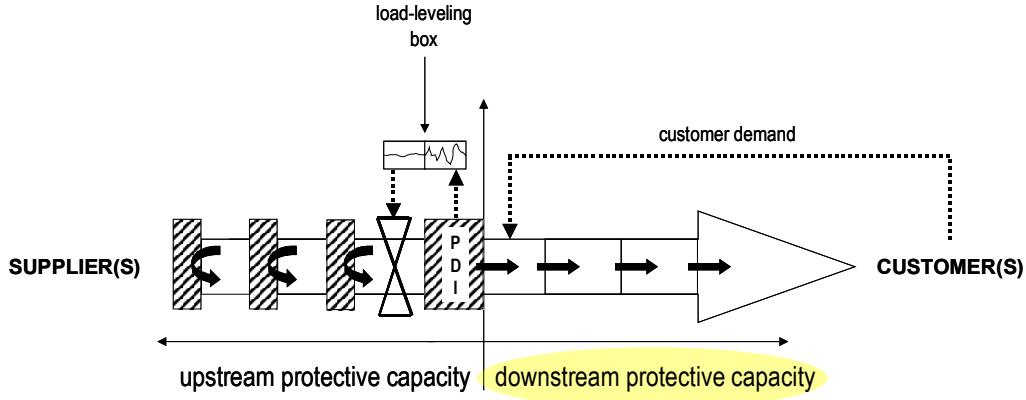 load-leveling
box
customer demand
SUPPLIER(S)
P
D
I
CUSTOMER(S)
upstream protective capacity
downstream protective capacity